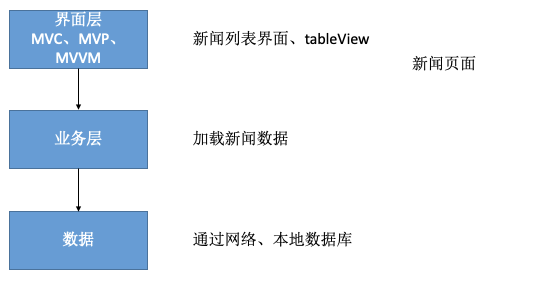 界面层
MVC、MVP、
MVVM
新闻列表界面、tableView
新闻页面
业务层
加载新闻数据
数据
通过网络、本地数据库